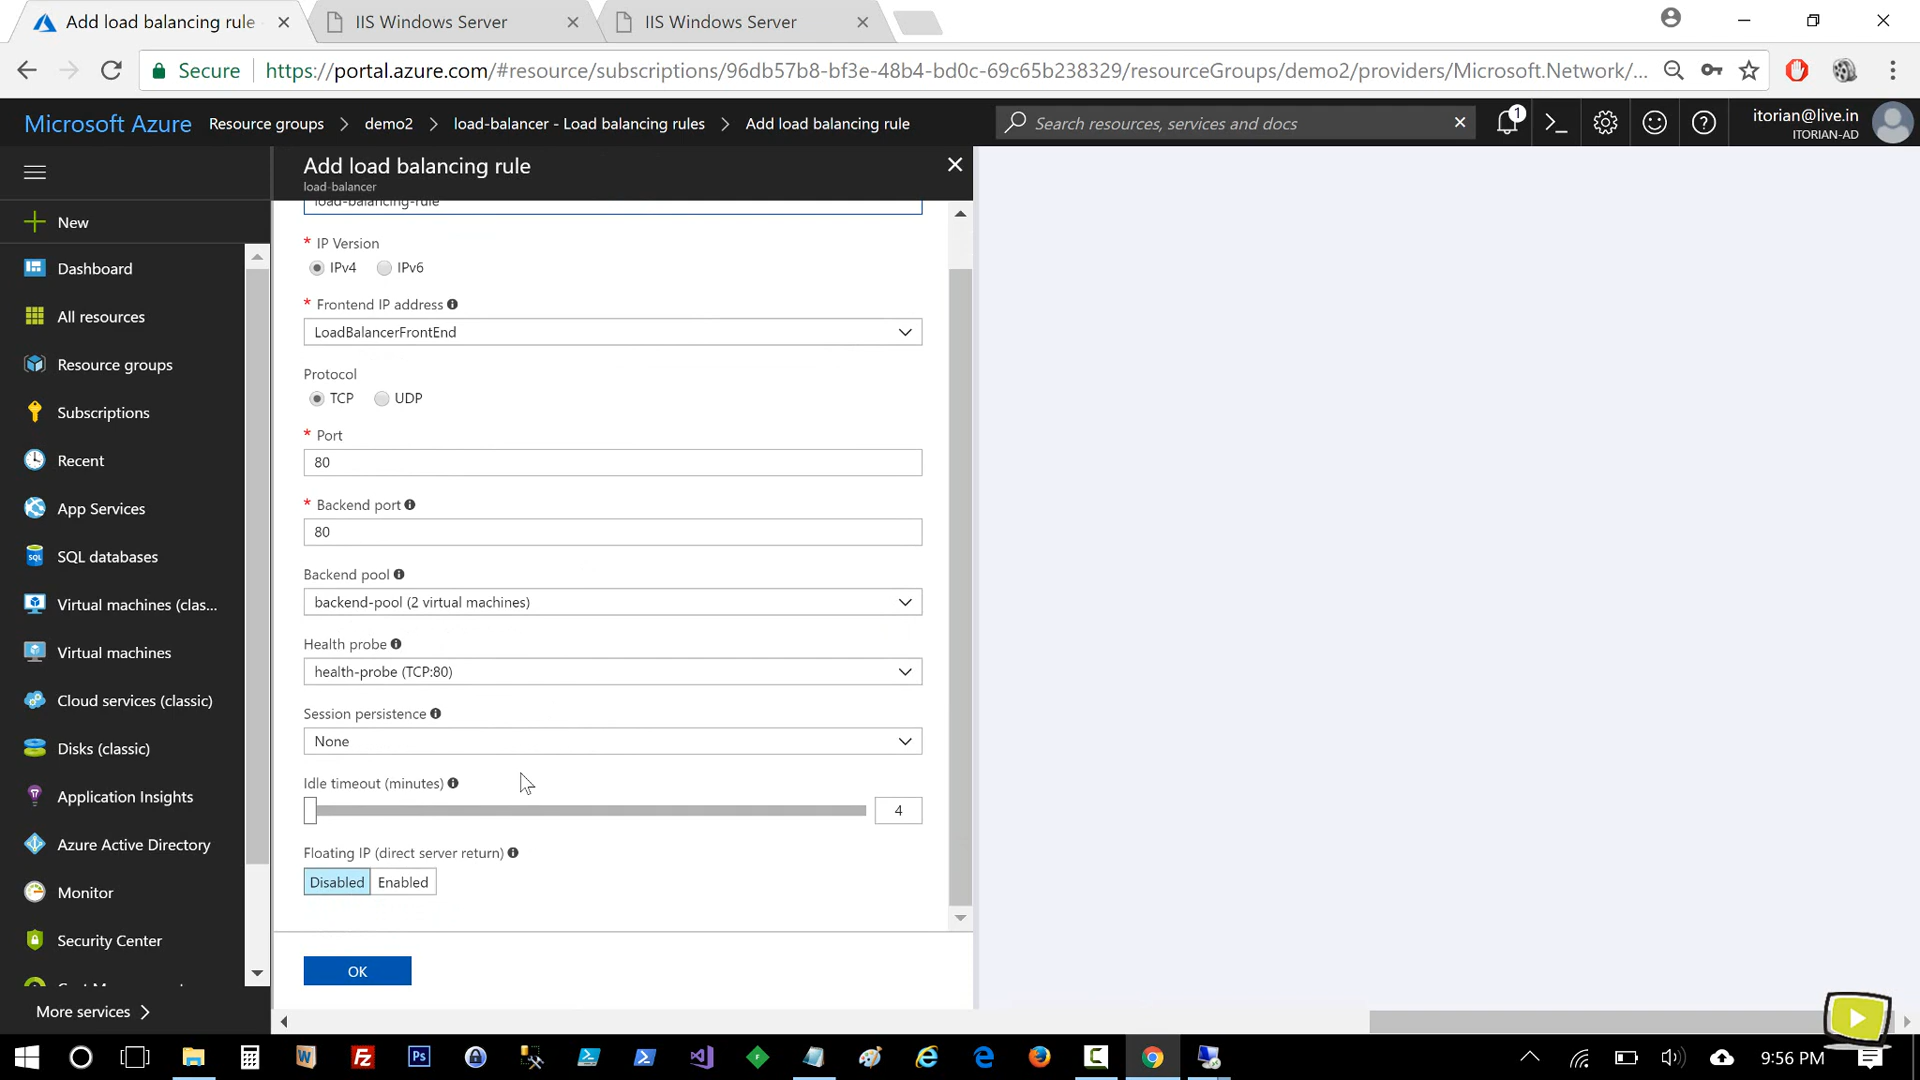 Add load balancing rule
IIS Windows Server
IIS Windows Server
Secure
https://portal.azure.com/#resource/subscriptions/96db57b8-bf3e-48b4-bd0c-69c65b238329/resourceGroups/demo2/providers/Microsoft.Network/...
Microsoft Azure
Resource groups
demo2
load-balancer - Load balancing rules
Add load balancing rule
Search resources, services and docs
1
itorian@live.in
ITORIAN-AD
Add load balancing rule
load-balancer
load-balancing-rule
New
Dashboard
All resources
Resource groups
Subscriptions
Recent
App Services
SQL databases
Virtual machines (clas...
Virtual machines
Cloud services (classic)
Disks (classic)
Application Insights
Azure Active Directory
Monitor
Security Center
More services
* IP Version
IPv4 IPv6
* Frontend IP address
LoadBalancerFrontEnd
Protocol
TCP UDP
* Port
80
* Backend port
80
Backend pool
backend-pool (2 virtual machines)
Health probe
health-probe (TCP:80)
Session persistence
None
Idle timeout (minutes)
4
Floating IP (direct server return)
Disabled Enabled
OK
9:56 PM